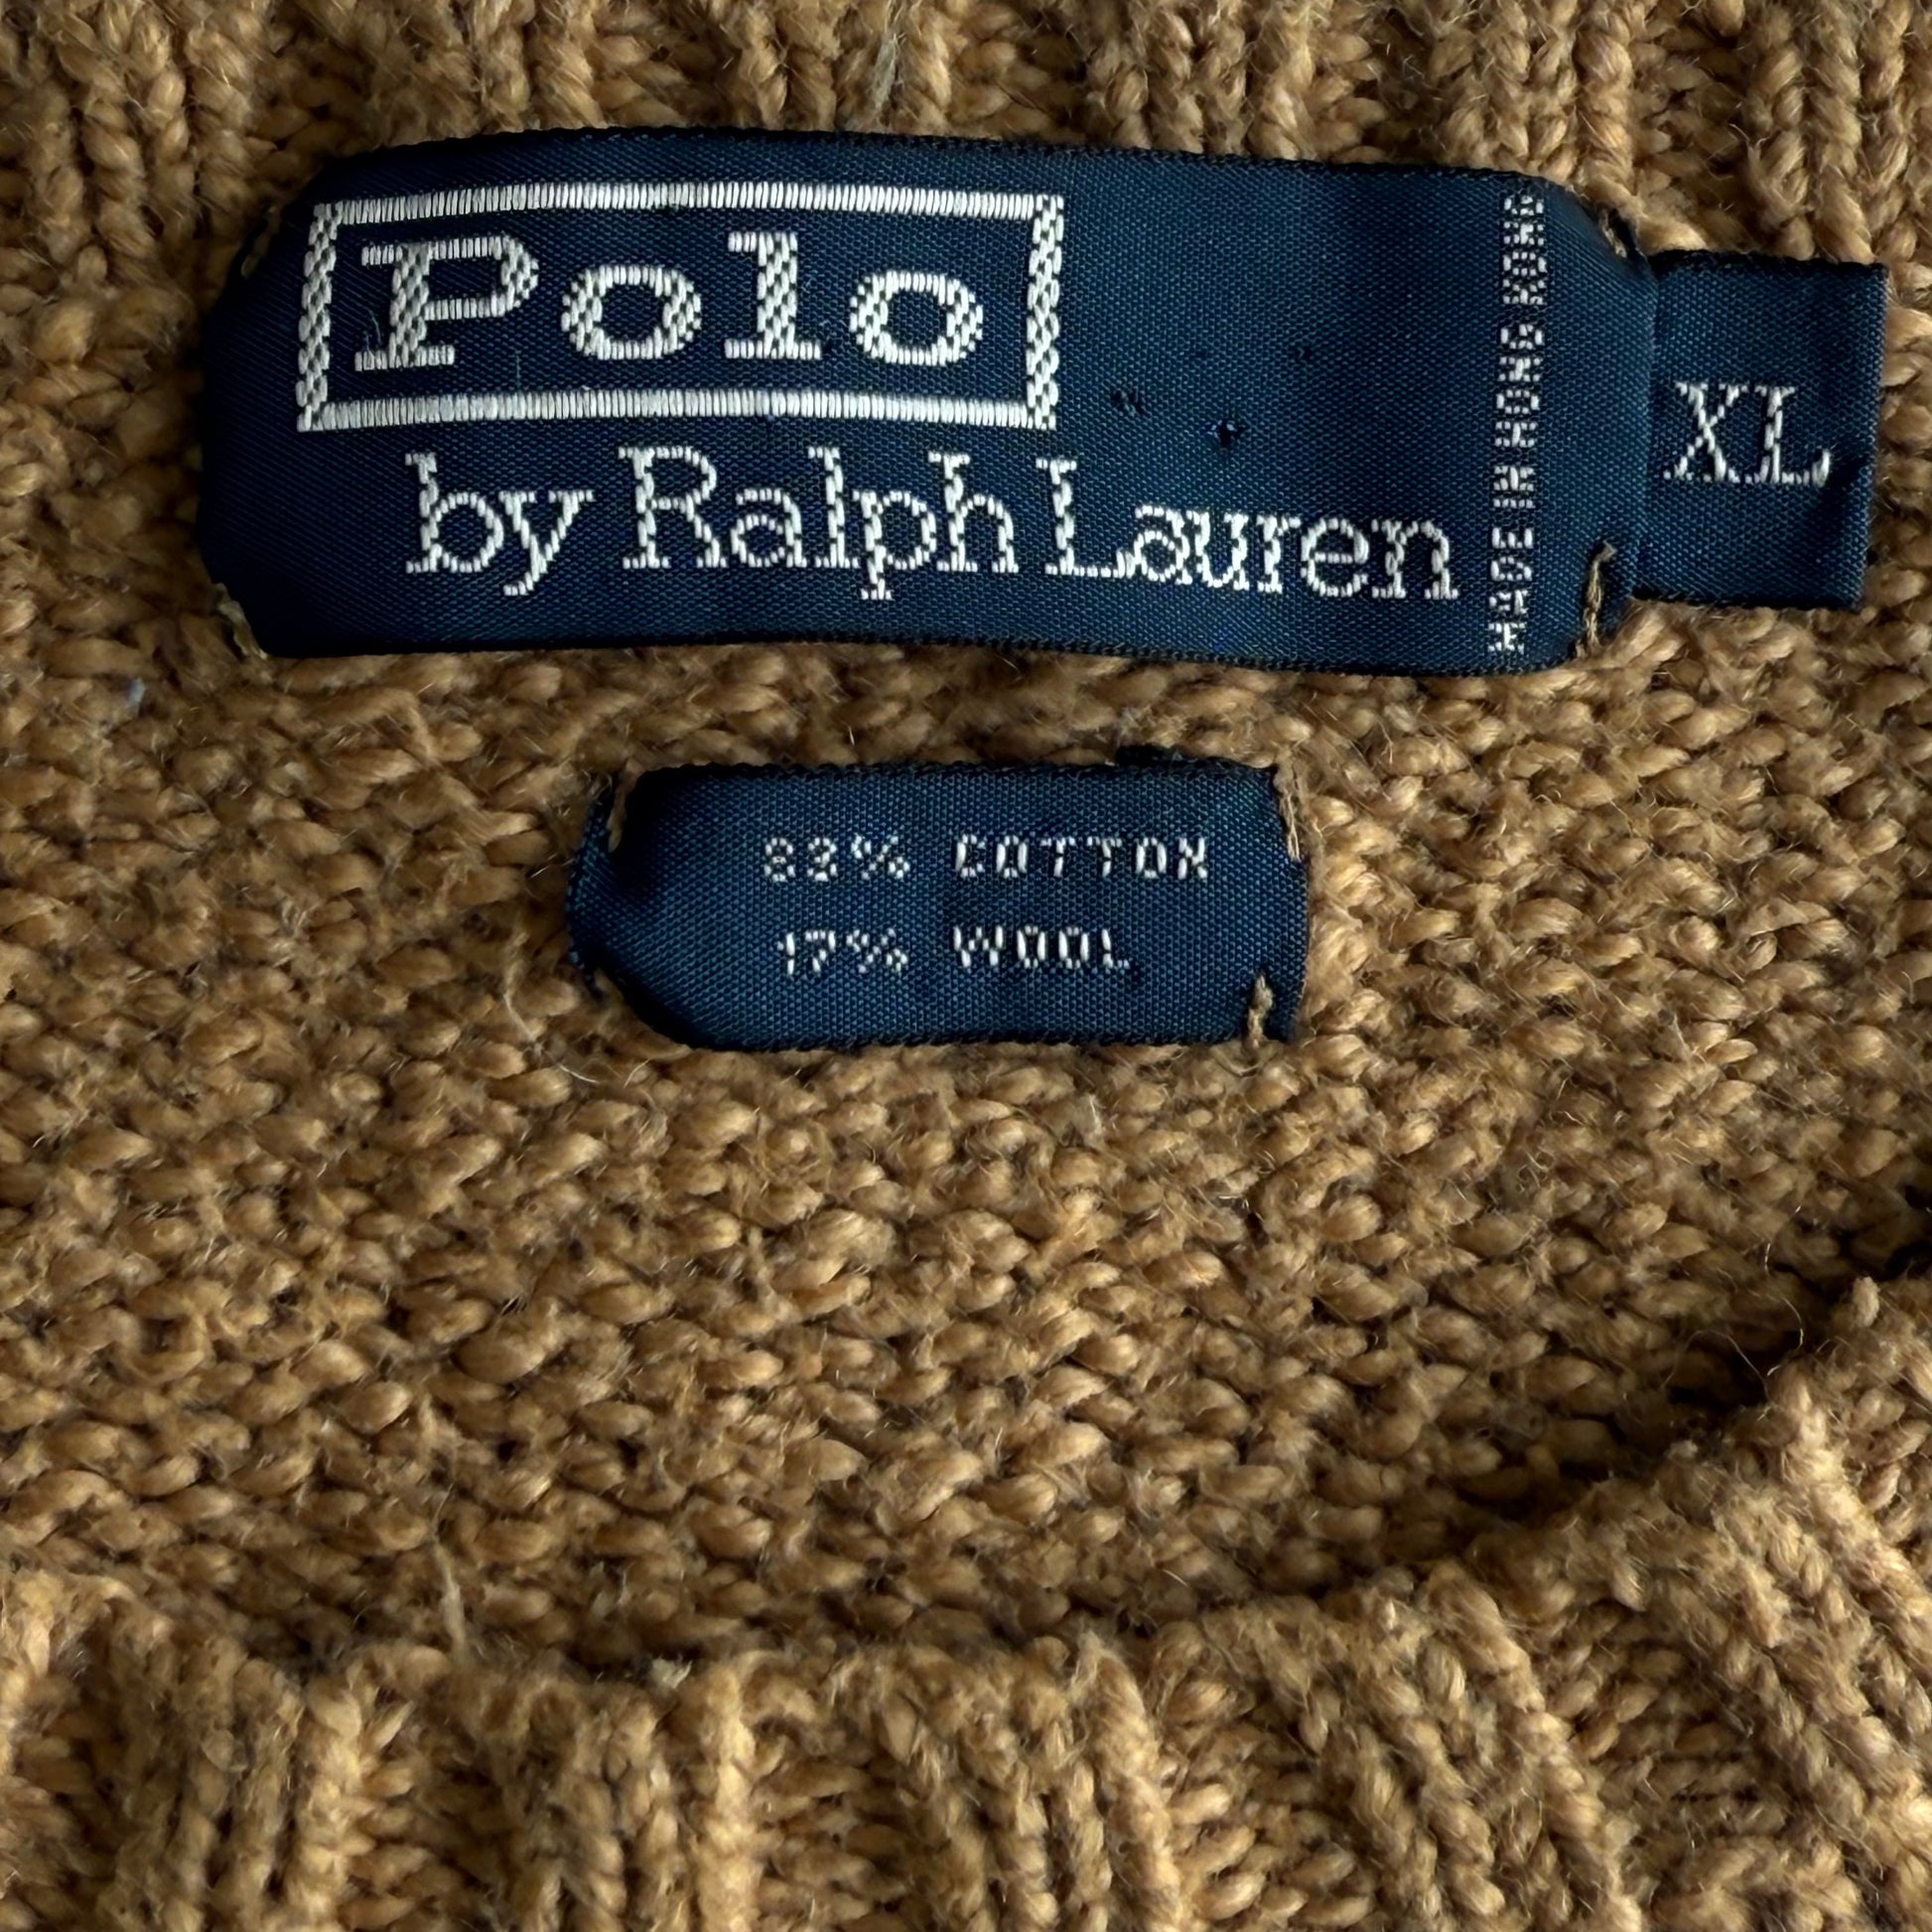 Polo
by Ralph Lauren
MADE IN HONG KONG
XL
83% COTTON
17% WOOL